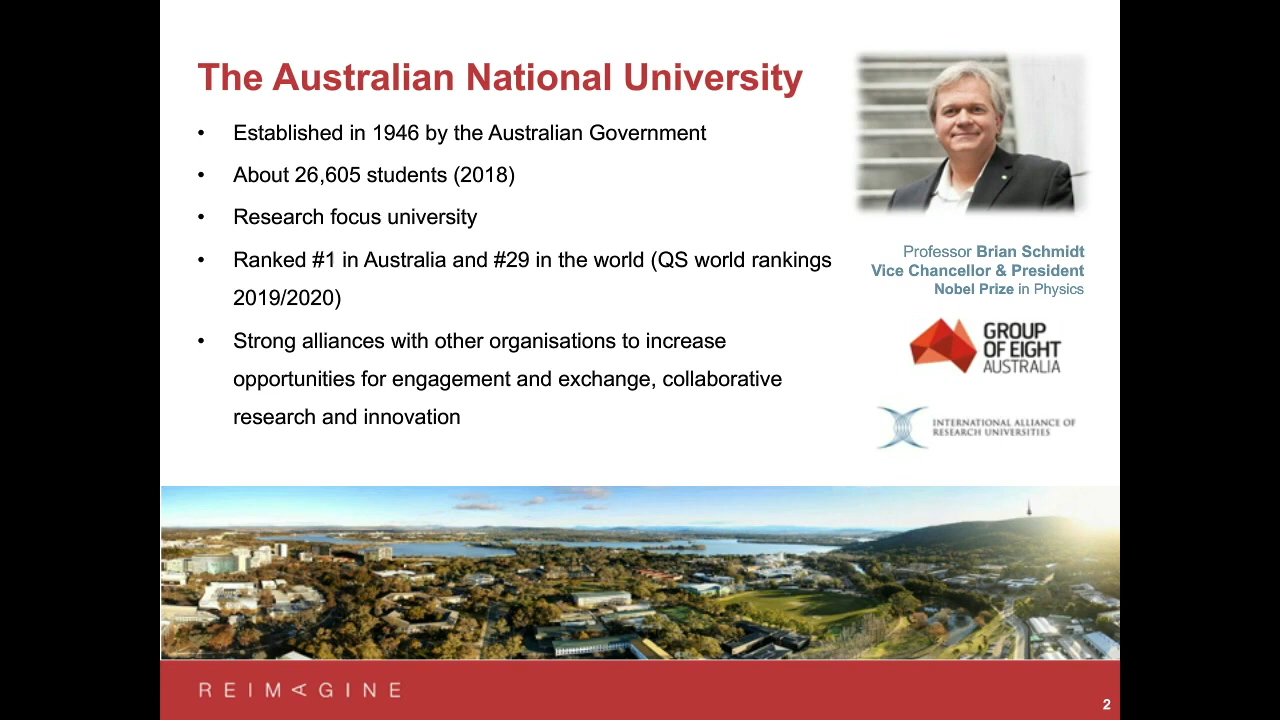 The Australian National University
• Established in 1946 by the Australian Government
• About 26,605 students (2018)
• Research focus university
• Ranked #1 in Australia and #29 in the world (QS world rankings
2019/2020)
• Strong alliances with other organisations to increase
opportunities for engagement and exchange, collaborative
research and innovation
Professor Brian Schmidt
Vice Chancellor & President
Nobel Prize in Physics
GROUP
OF EIGHT
AUSTRALIA
INTERNATIONAL ALLIANCE OF
RESEARCH UNIVERSITIES
REIMAGINE
2